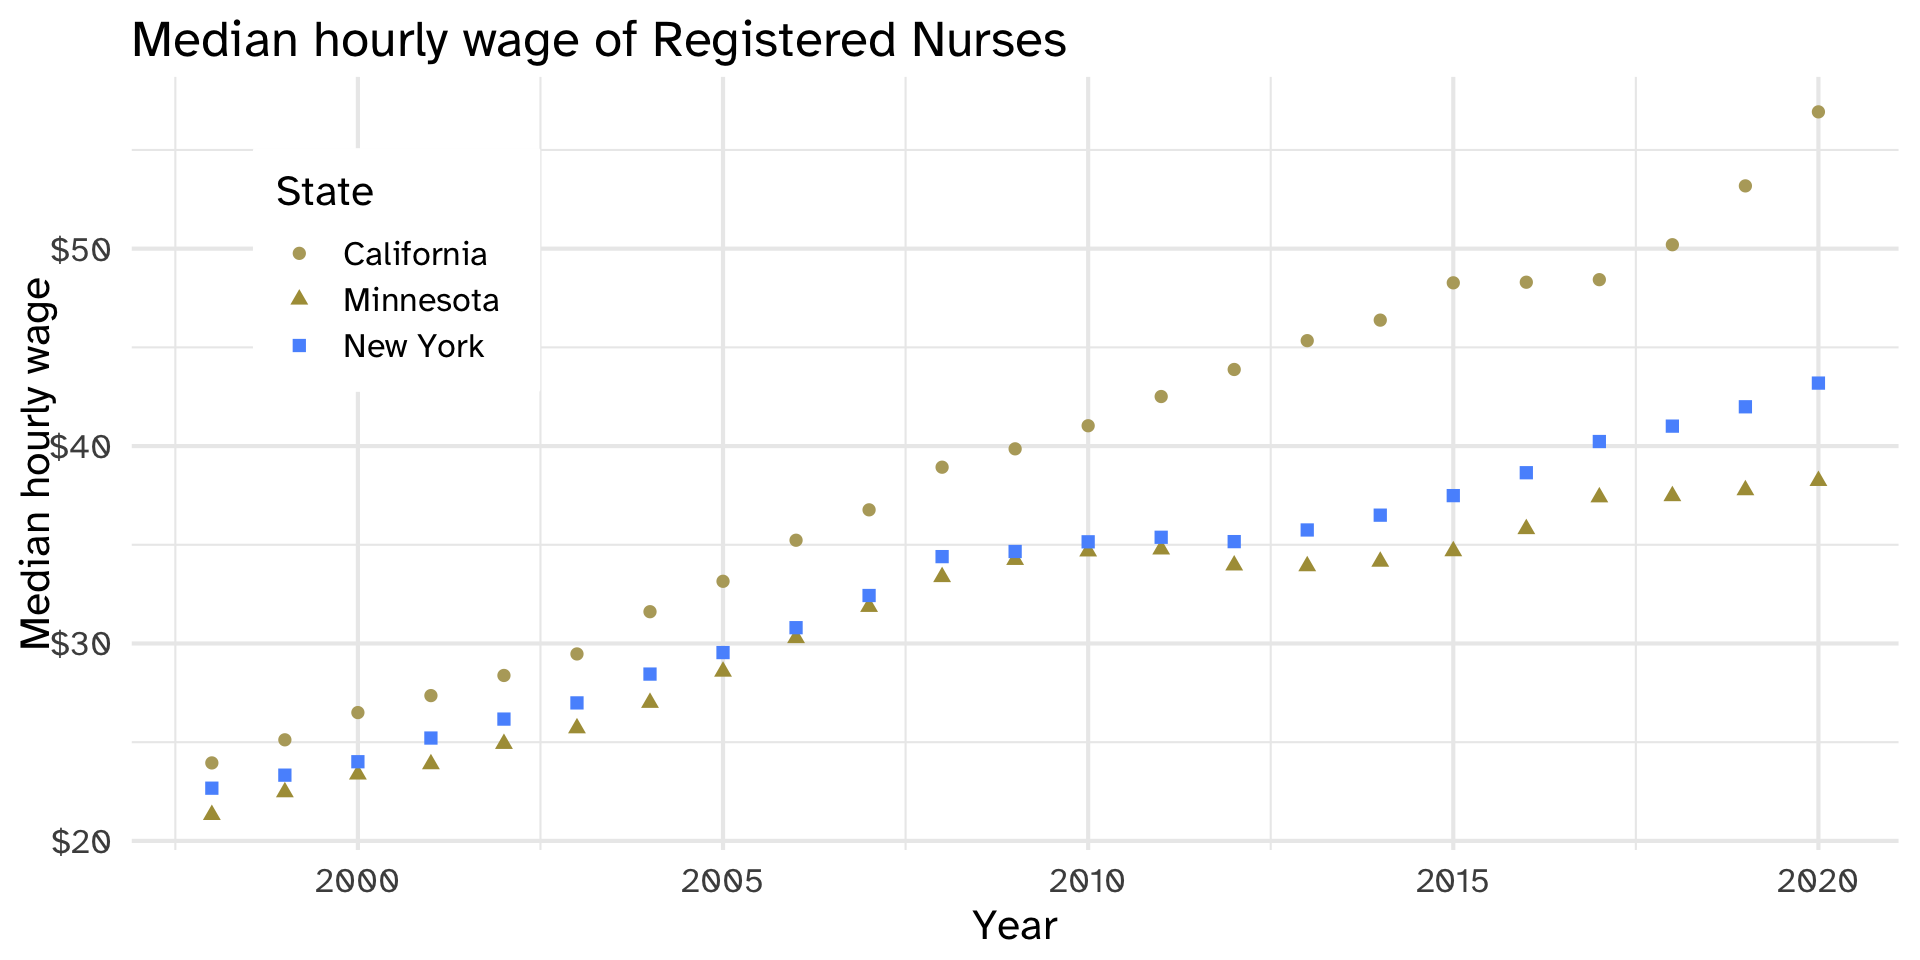 Median hourly wage of Registered Nurses
State
California
Minnesota
New York
Median hourly wage
$50
$40
$30
$20
2000 2005 2010 2015 2020
Year